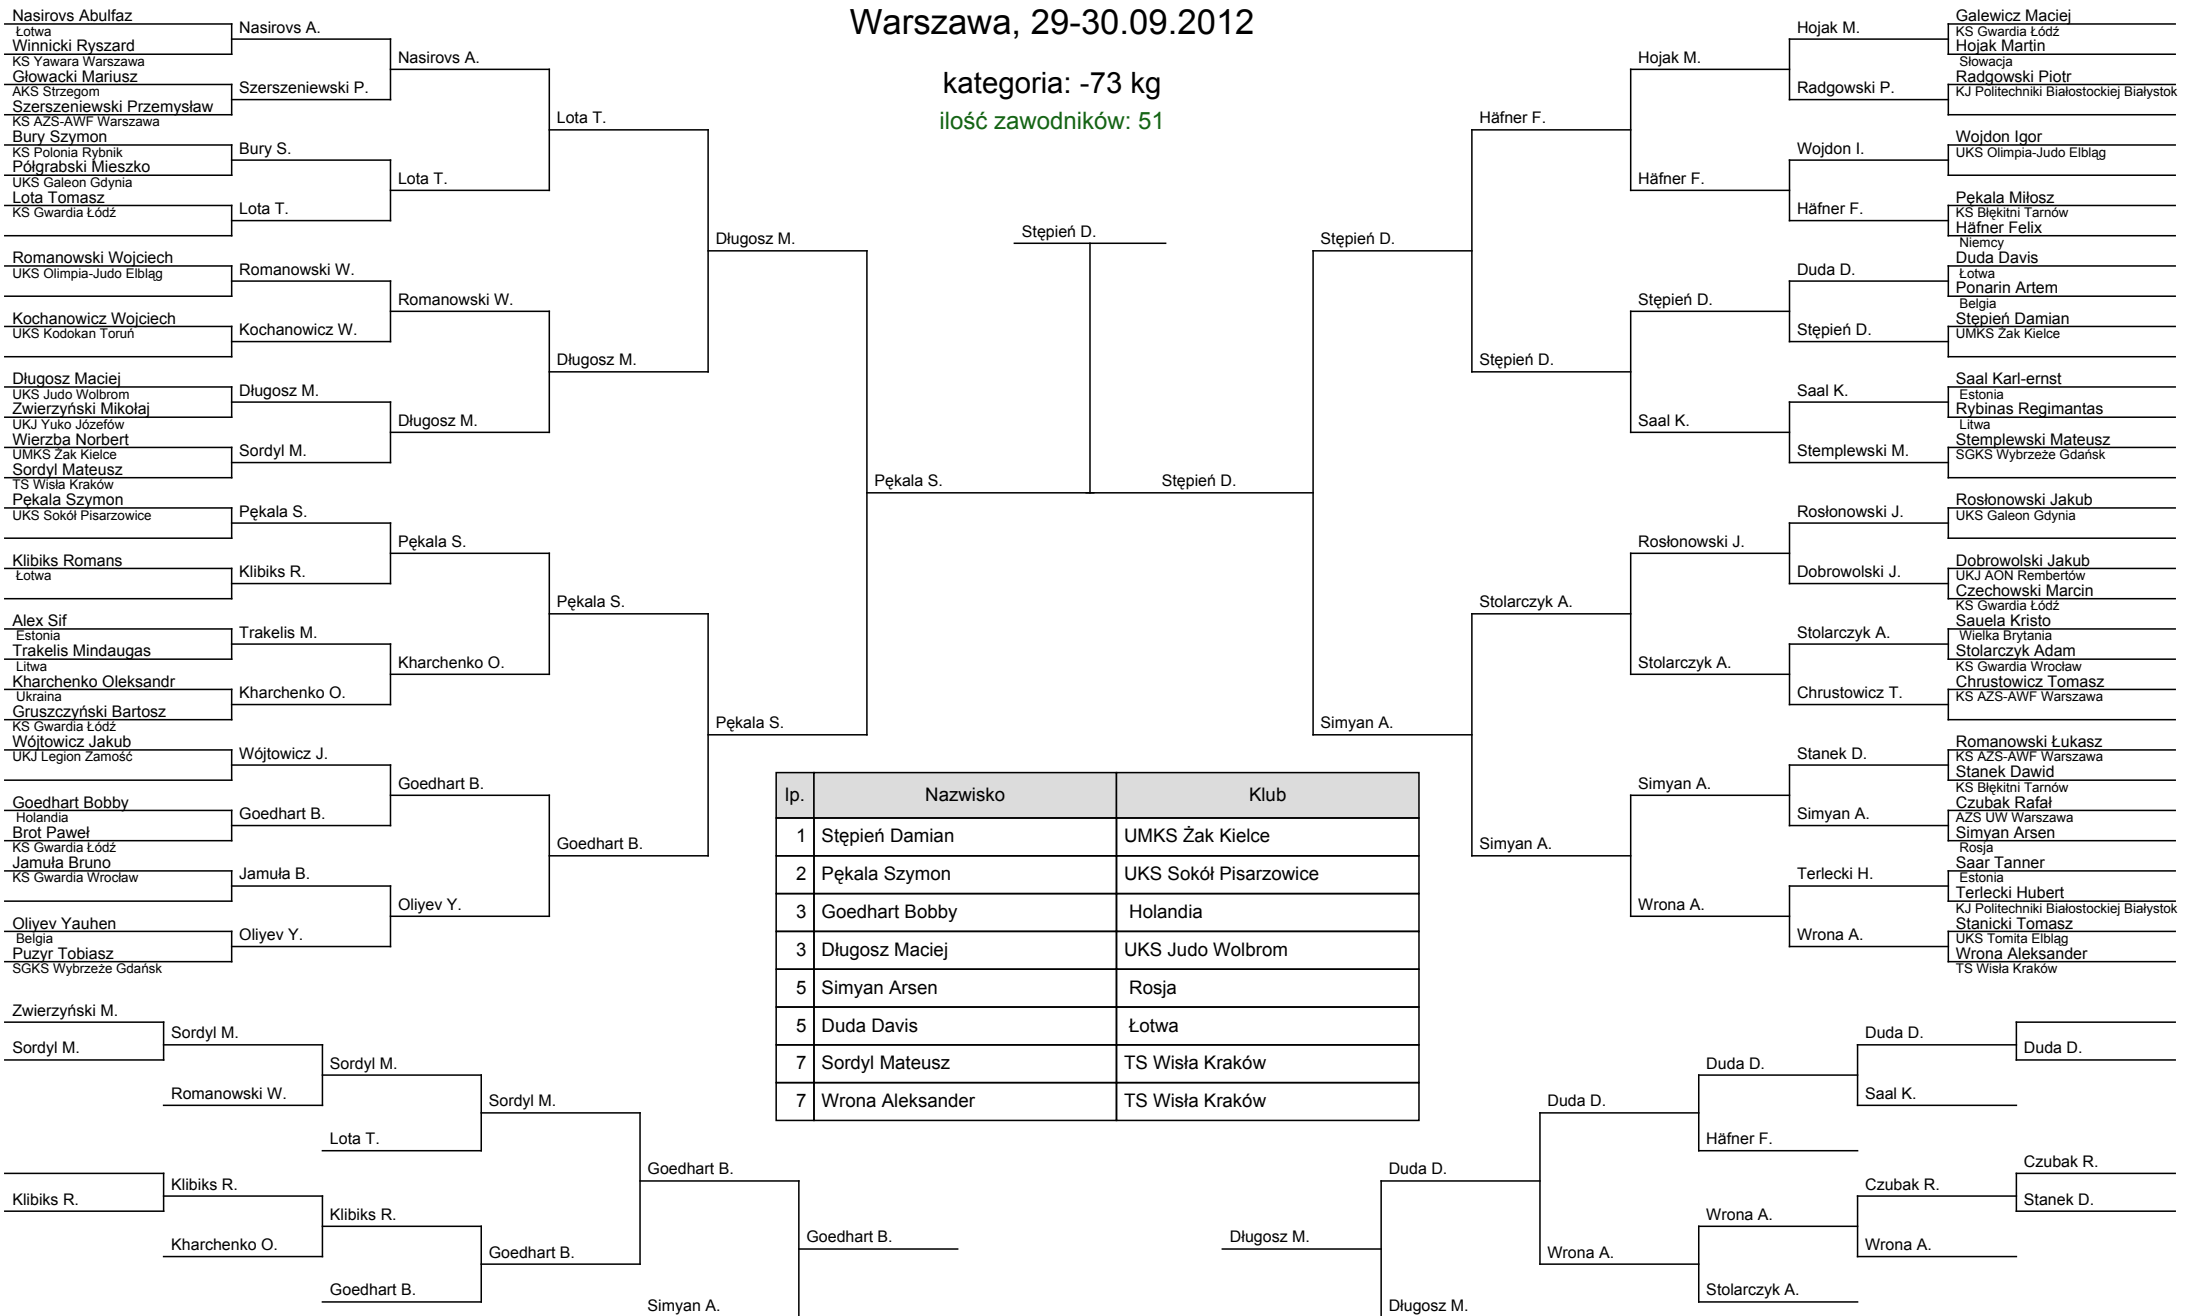 Warszawa, 29-30.09.2012
kategoria: -73 kg
ilość zawodników: 51
Nasirovs Abulfaz
Łotwa
Winnicki Ryszard
KS Yawara Warszawa
Głowacki Mariusz
AKS Strzegom
Szerszeniewski Przemysław
KS AZS-AWF Warszawa
Bury Szymon
KS Polonia Rybnik
Półgrabski Mieszko
UKS Galeon Gdynia
Lota Tomasz
KS Gwardia Łódź
Romanowski Wojciech
UKS Olimpia-Judo Elbląg
Kochanowicz Wojciech
UKS Kodokan Toruń
Długosz Maciej
UKS Judo Wolbrom
Zwierzyński Mikołaj
UKJ Yuko Józefów
Wierzba Norbert
UMKS Żak Kielce
Sordyl Mateusz
TS Wisła Kraków
Pękala Szymon
UKS Sokół Pisarzowice
Klibiks Romans
Łotwa
Alex Sif
Estonia
Trakelis Mindaugas
Litwa
Kharchenko Oleksandr
Ukraina
Gruszczyński Bartosz
KS Gwardia Łódź
Wójtowicz Jakub
UKJ Legion Zamość
Goedhart Bobby
Holandia
Brot Paweł
KS Gwardia Łódź
Jamuła Bruno
KS Gwardia Wrocław
Oliyev Yauhen
Belgia
Puzyr Tobiasz
SGKS Wybrzeże Gdańsk
Nasirovs A.
Szerszeniewski P.
Bury S.
Lota T.
Romanowski W.
Kochanowicz W.
Długosz M.
Sordyl M.
Pękala S.
Klibiks R.
Trakelis M.
Kharchenko O.
Wójtowicz J.
Goedhart B.
Jamuła B.
Oliyev Y.
Nasirovs A.
Lota T.
Romanowski W.
Długosz M.
Pękala S.
Kharchenko O.
Goedhart B.
Oliyev Y.
Lota T.
Długosz M.
Pękala S.
Goedhart B.
Długosz M.
Pękala S.
Pękala S.
Stępień D.
Stępień D.
Stępień D.
Simyan A.
Häfner F.
Stępień D.
Stolarczyk A.
Simyan A.
Hojak M.
Häfner F.
Stępień D.
Saal K.
Rosłonowski J.
Stolarczyk A.
Simyan A.
Wrona A.
Hojak M.
Radgowski P.
Wojdon I.
Häfner F.
Duda D.
Stępień D.
Saal K.
Stemplewski M.
Rosłonowski J.
Dobrowolski J.
Stolarczyk A.
Chrustowicz T.
Stanek D.
Simyan A.
Terlecki H.
Wrona A.
Galewicz Maciej
KS Gwardia Łódź
Hojak Martin
Słowacja
Radgowski Piotr
KJ Politechniki Białostockiej Białystok
Wojdon Igor
UKS Olimpia-Judo Elbląg
Pękala Miłosz
KS Błękitni Tarnów
Häfner Felix
Niemcy
Duda Davis
Łotwa
Ponarin Artem
Belgia
Stępień Damian
UMKS Żak Kielce
Saal Karl-ernst
Estonia
Rybinas Regimantas
Litwa
Stemplewski Mateusz
SGKS Wybrzeże Gdańsk
Rosłonowski Jakub
UKS Galeon Gdynia
Dobrowolski Jakub
UKJ AON Rembertów
Czechowski Marcin
KS Gwardia Łódź
Sauela Kristo
Wielka Brytania
Stolarczyk Adam
KS Gwardia Wrocław
Chrustowicz Tomasz
KS AZS-AWF Warszawa
Romanowski Łukasz
KS AZS-AWF Warszawa
Stanek Dawid
KS Błękitni Tarnów
Czubak Rafał
AZS UW Warszawa
Simyan Arsen
Rosja
Saar Tanner
Estonia
Terlecki Hubert
KJ Politechniki Białostockiej Białystok
Stanicki Tomasz
UKS Tomita Elbląg
Wrona Aleksander
TS Wisła Kraków
lp. Nazwisko Klub
1 Stępień Damian UMKS Żak Kielce
2 Pękala Szymon UKS Sokół Pisarzowice
3 Goedhart Bobby Holandia
3 Długosz Maciej UKS Judo Wolbrom
5 Simyan Arsen Rosja
5 Duda Davis Łotwa
7 Sordyl Mateusz TS Wisła Kraków
7 Wrona Aleksander TS Wisła Kraków
Zwierzyński M.
Sordyl M.
Klibiks R.
Sordyl M.
Romanowski W.
Klibiks R.
Kharchenko O.
Sordyl M.
Lota T.
Klibiks R.
Goedhart B.
Sordyl M.
Goedhart B.
Goedhart B.
Simyan A.
Goedhart B.
Długosz M.
Duda D.
Długosz M.
Duda D.
Wrona A.
Duda D.
Häfner F.
Wrona A.
Stolarczyk A.
Duda D.
Saal K.
Czubak R.
Wrona A.
Duda D.
Czubak R.
Stanek D.